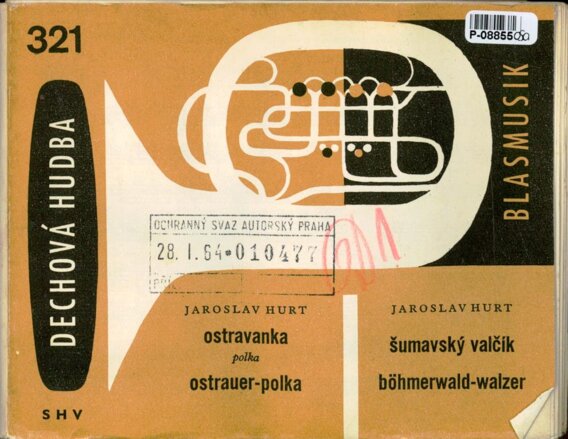 321
P-08855
DECHOVÁ HUDBA
BLASMUSIK
OCHRANNÝ SVAZ AUTORSKÝ PRAHA
28. I. 64*010477
JAROSLAV HURT
ostravanka
polka
ostrauer-polka
JAROSLAV HURT
šumavský valčík
böhmerwald-walzer
SHV